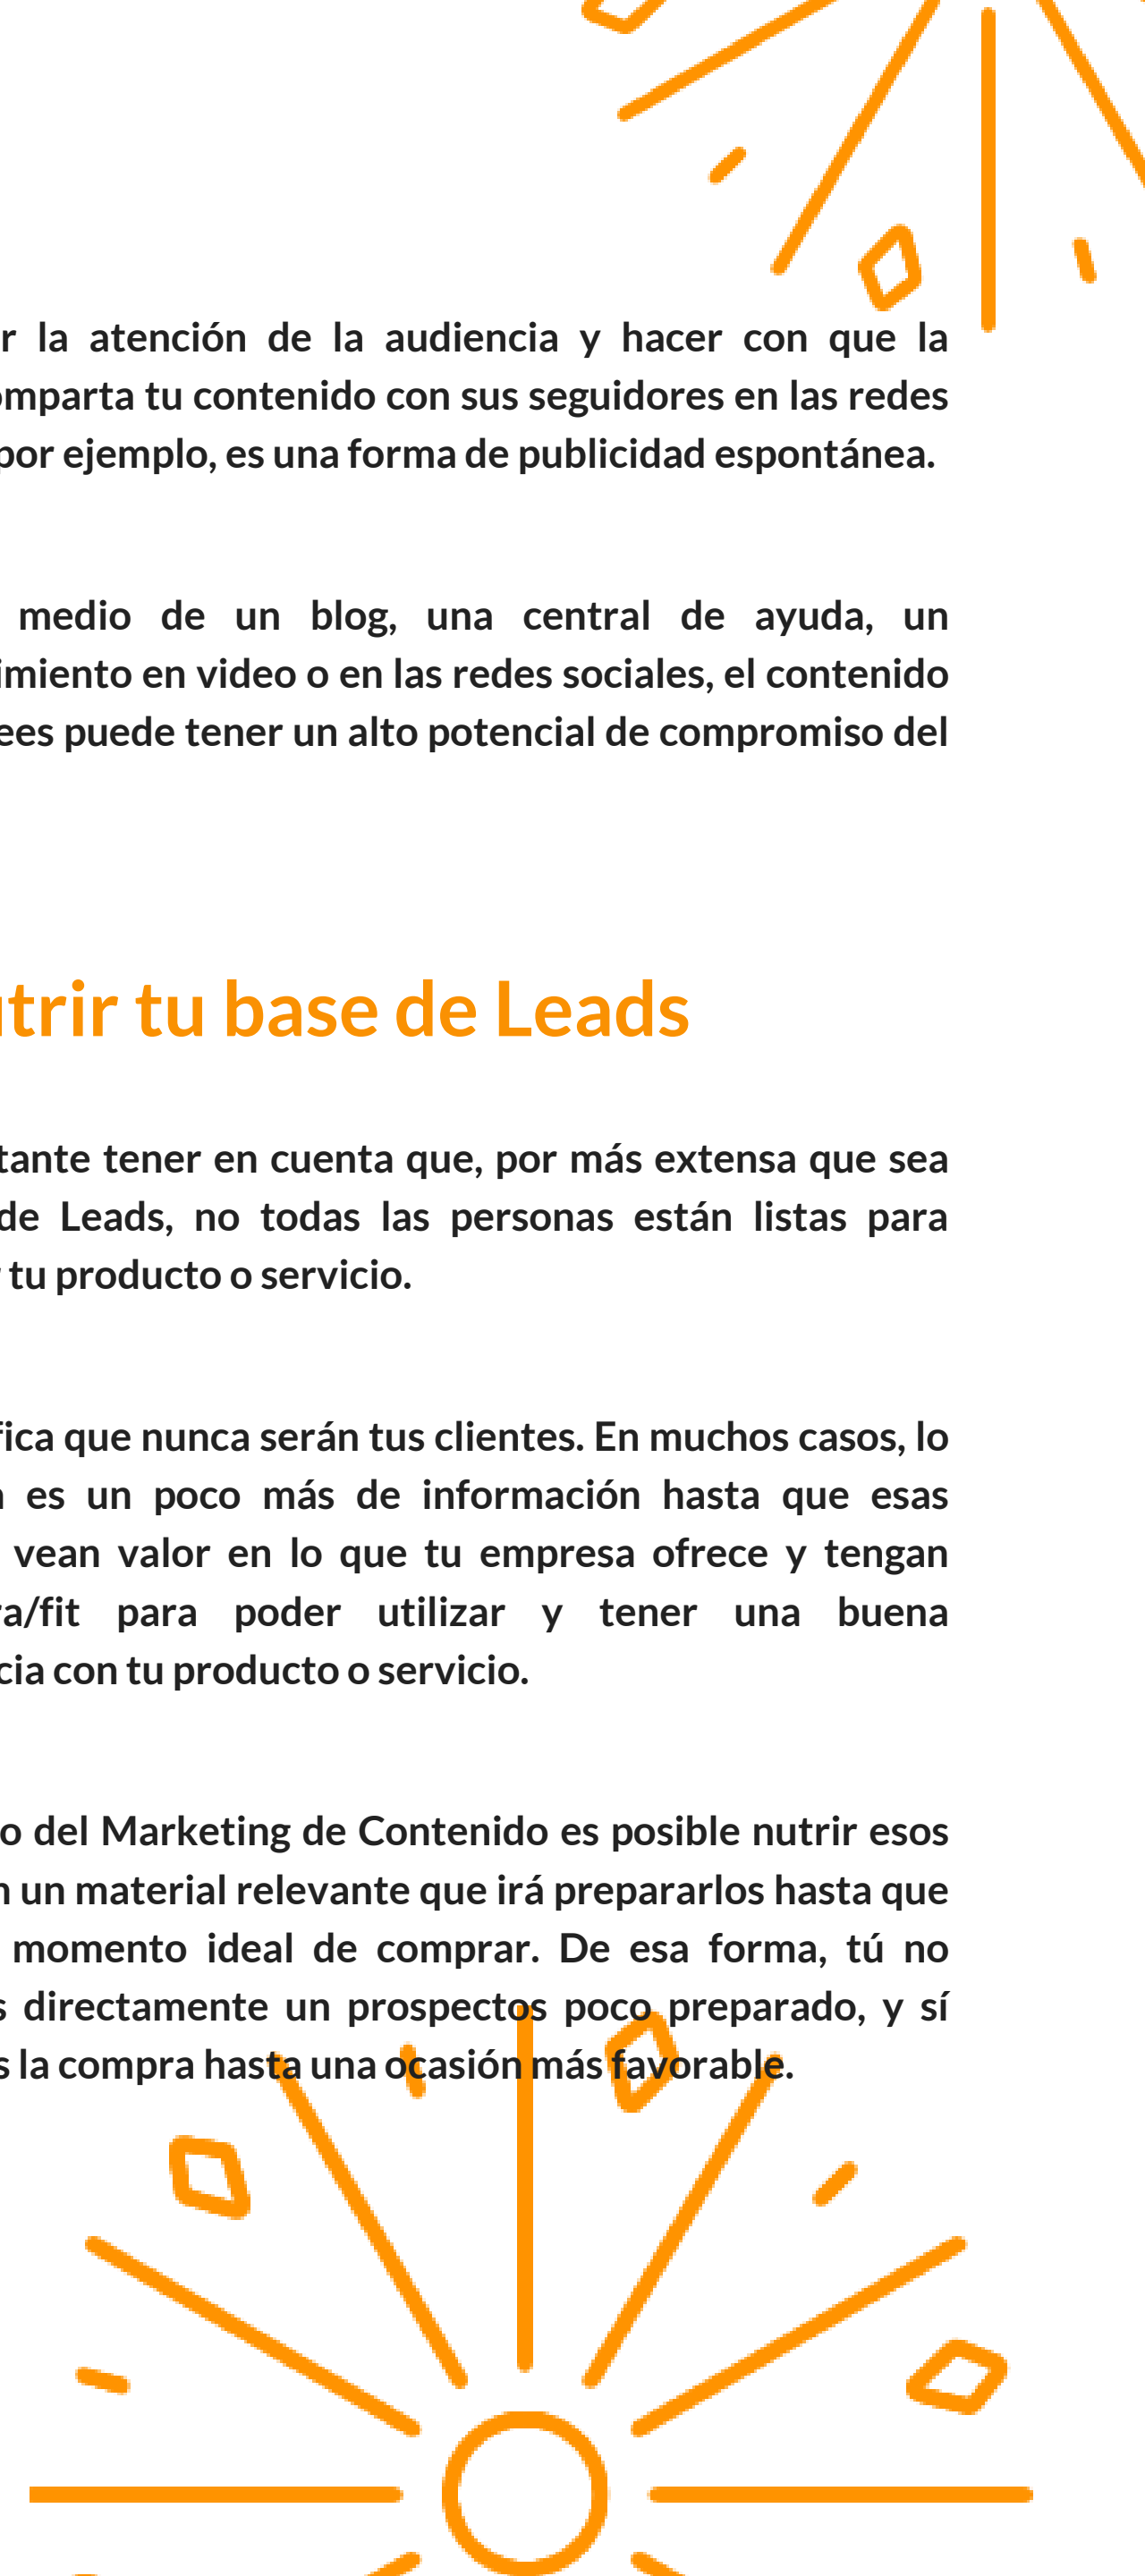 r la atención de la audiencia y hacer con que la
omparta tu contenido con sus seguidores en las redes
por ejemplo, es una forma de publicidad espontánea.
medio de un blog, una central de ayuda, un
imiento en video o en las redes sociales, el contenido
ees puede tener un alto potencial de compromiso del
trir tu base de Leads
tante tener en cuenta que, por más extensa que sea
de Leads, no todas las personas están listas para
tu producto o servicio.
fica que nunca serán tus clientes. En muchos casos, lo
es un poco más de información hasta que esas
vean valor en lo que tu empresa ofrece y tengan
ra/fit para poder utilizar y tener una buena
cia con tu producto o servicio.
o del Marketing de Contenido es posible nutrir esos
n un material relevante que irá prepararlos hasta que
momento ideal de comprar. De esa forma, tú no
s directamente un prospectos poco preparado, y sí
s la compra hasta una ocasión más favorable.